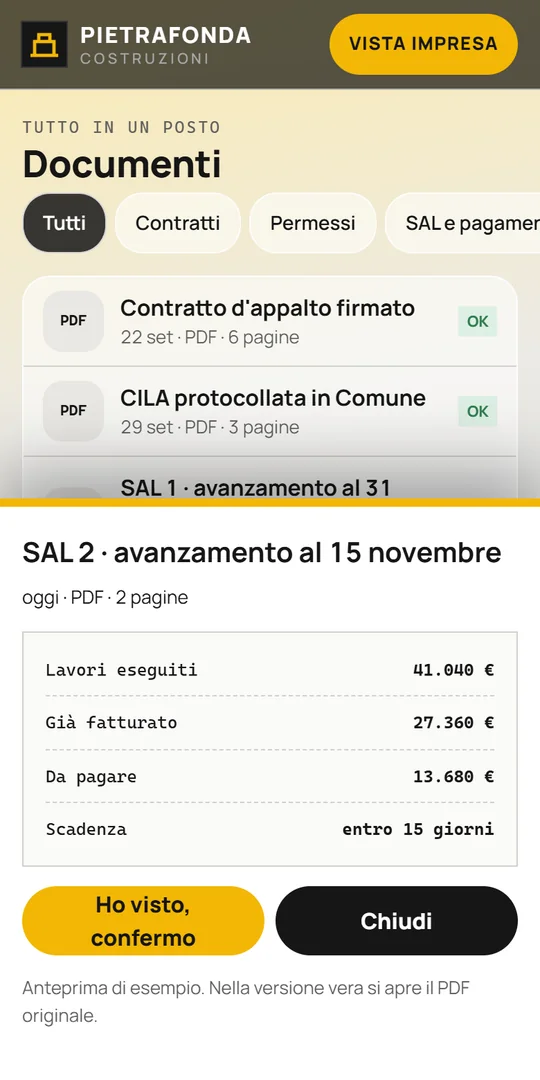 PIETRAFONDA
COSTRUZIONI
VISTA IMPRESA
TUTTO IN UN POSTO
Documenti
Tutti
Contratti
Permessi
SAL e pagamen
PDF
Contratto d'appalto firmato
22 set · PDF · 6 pagine
OK
PDF
CILA protocollata in Comune
29 set · PDF · 3 pagine
OK
SAL 1 · avanzamento al 31
SAL 2 · avanzamento al 15 novembre
oggi · PDF · 2 pagine
Lavori eseguiti 41.040 €
Già fatturato 27.360 €
Da pagare 13.680 €
Scadenza entro 15 giorni
Ho visto,
confermo
Chiudi
Anteprima di esempio. Nella versione vera si apre il PDF
originale.